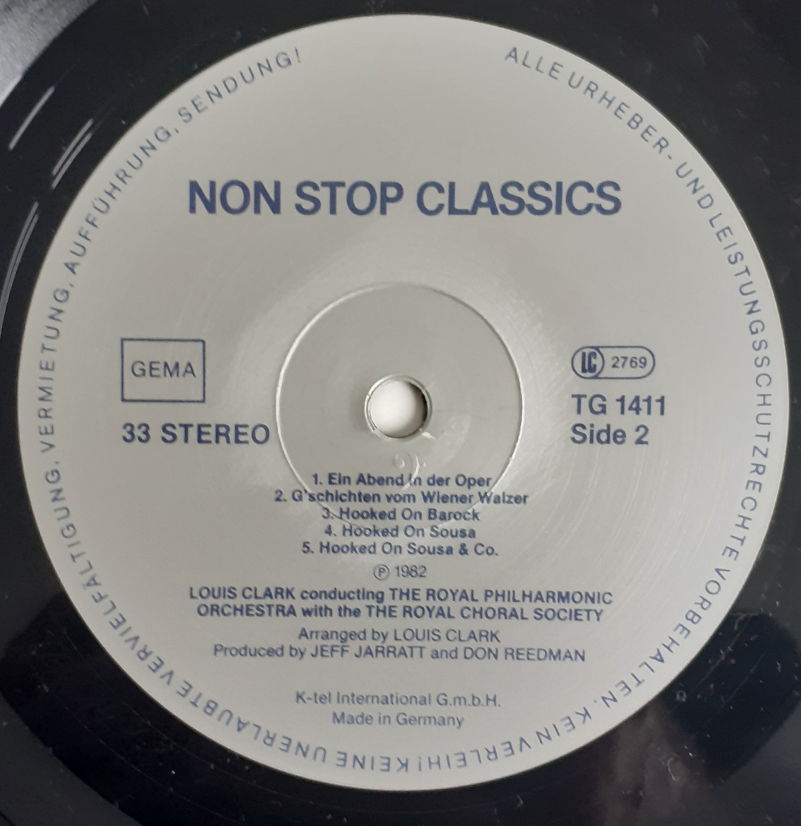 ALLE URHEBER- UND LEISTUNGSSCHUTZRECHTE VORBEHALTEN. KEIN VERLEIH! KEINE UNERLAUBTE VERVIELFÄLTIGUNG, VERMIETUNG, AUFFÜHRUNG, SENDUNG!
NON STOP CLASSICS
GEMA
33 STEREO
LC 2769
TG 1411
Side 2
1. Ein Abend in der Oper
2. G'schichten vom Wiener Walzer
3. Hooked On Barock
4. Hooked On Sousa
5. Hooked On Sousa & Co.
Ⓟ 1982
LOUIS CLARK conducting THE ROYAL PHILHARMONIC
ORCHESTRA with the THE ROYAL CHORAL SOCIETY
Arranged by LOUIS CLARK
Produced by JEFF JARRATT and DON REEDMAN
K-tel International G.m.b.H.
Made in Germany